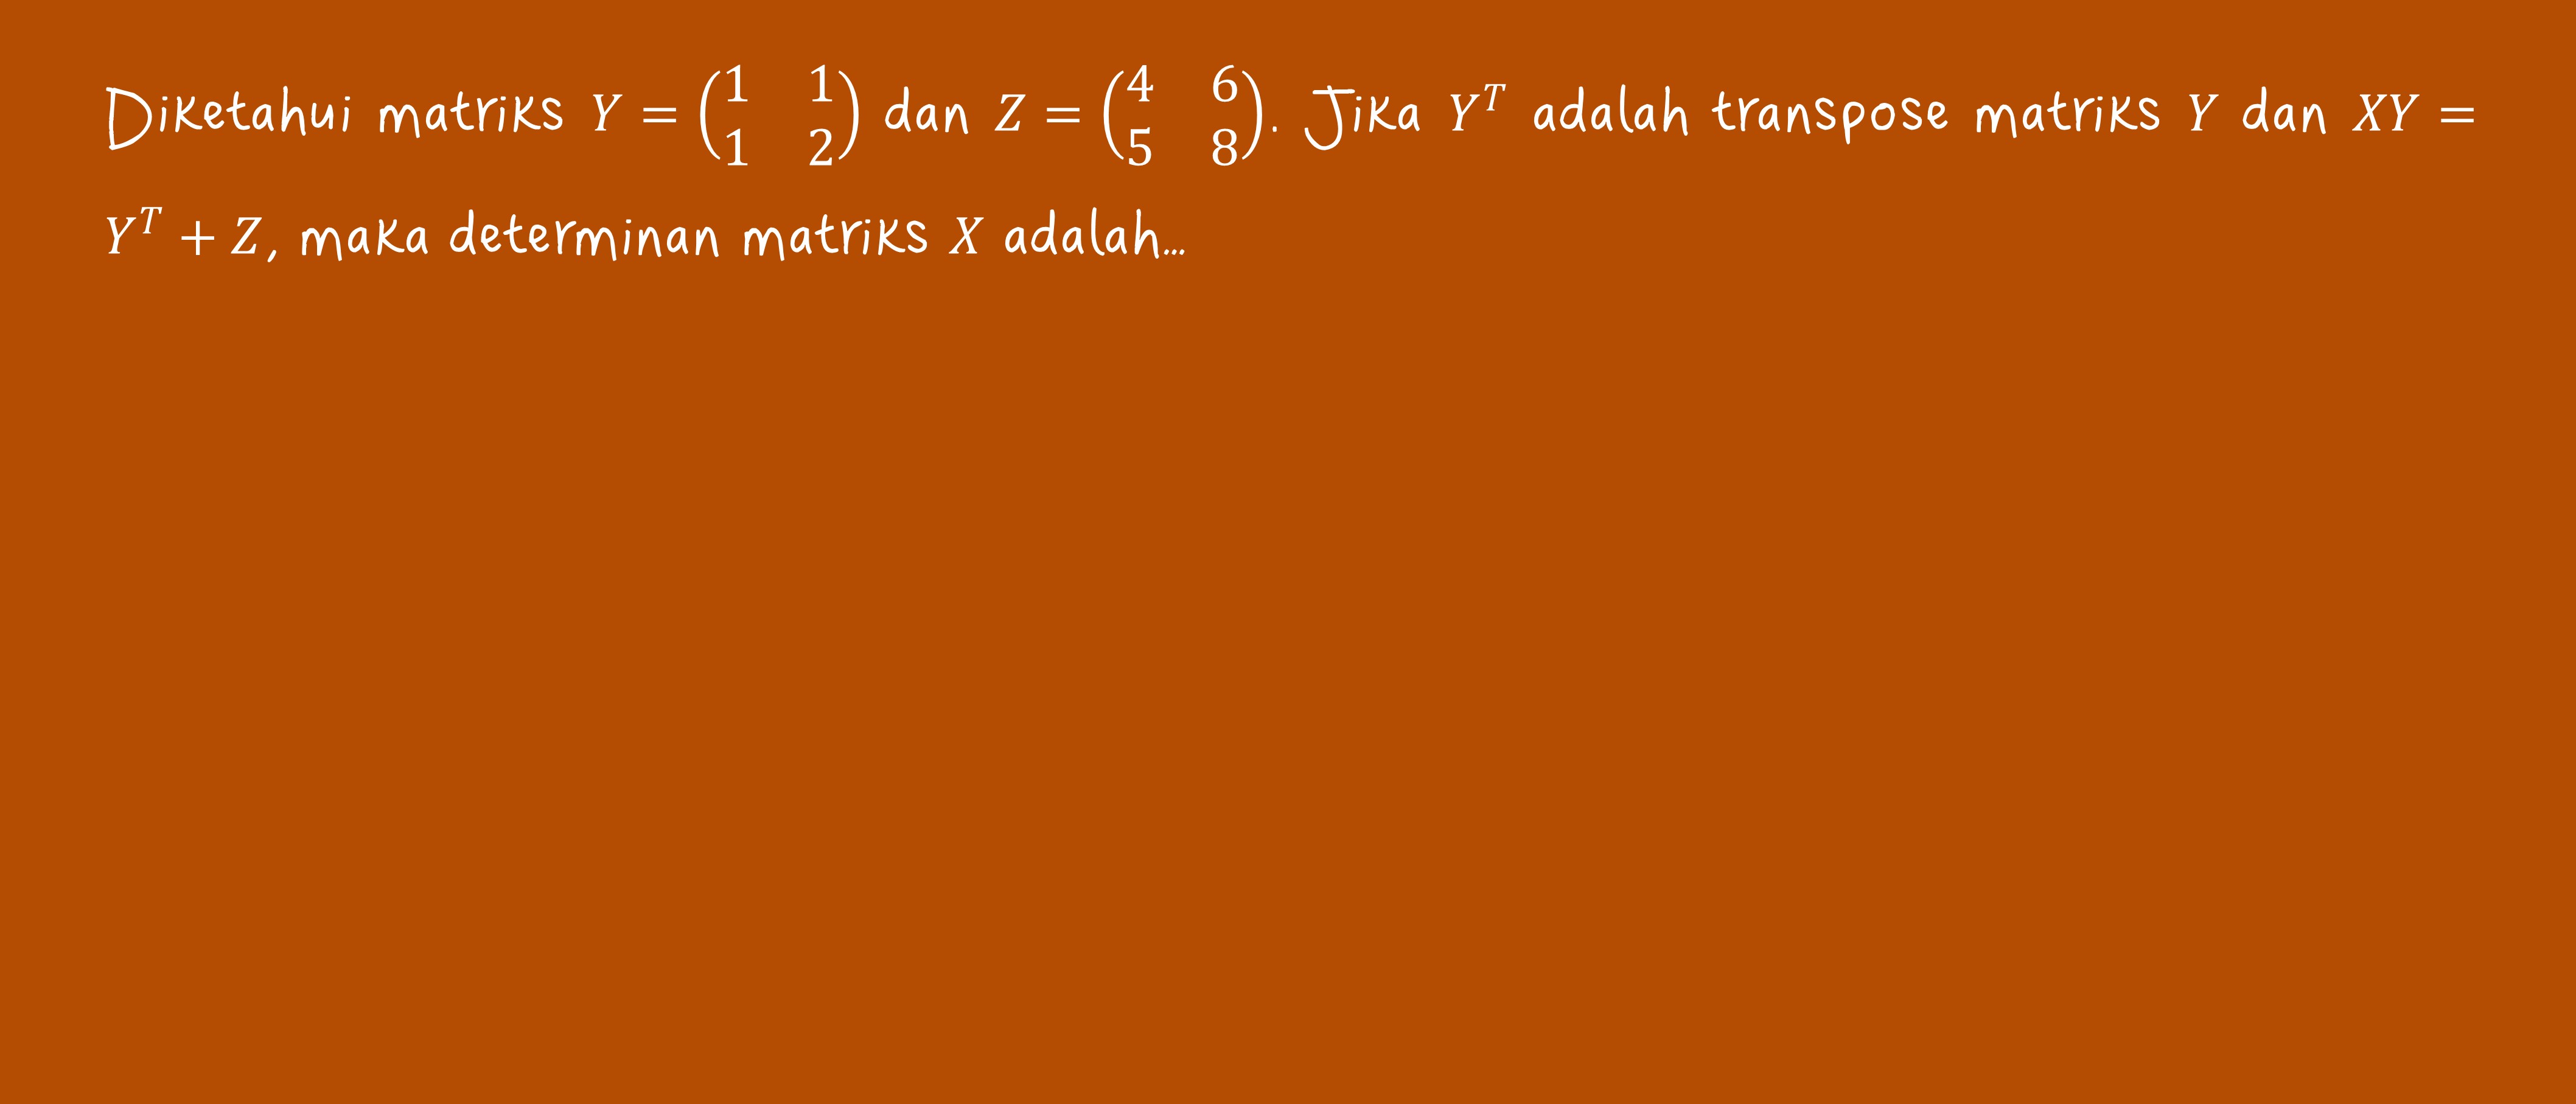 Diketahui matriks $Y = \begin{pmatrix} 1 & 1 \\ 1 & 2 \end{pmatrix}$ dan $Z = \begin{pmatrix} 4 & 6 \\ 5 & 8 \end{pmatrix}$. Jika $Y^T$ adalah transpose matriks $Y$ dan $XY =$
$Y^T + Z$, maka determinan matriks $X$ adalah...